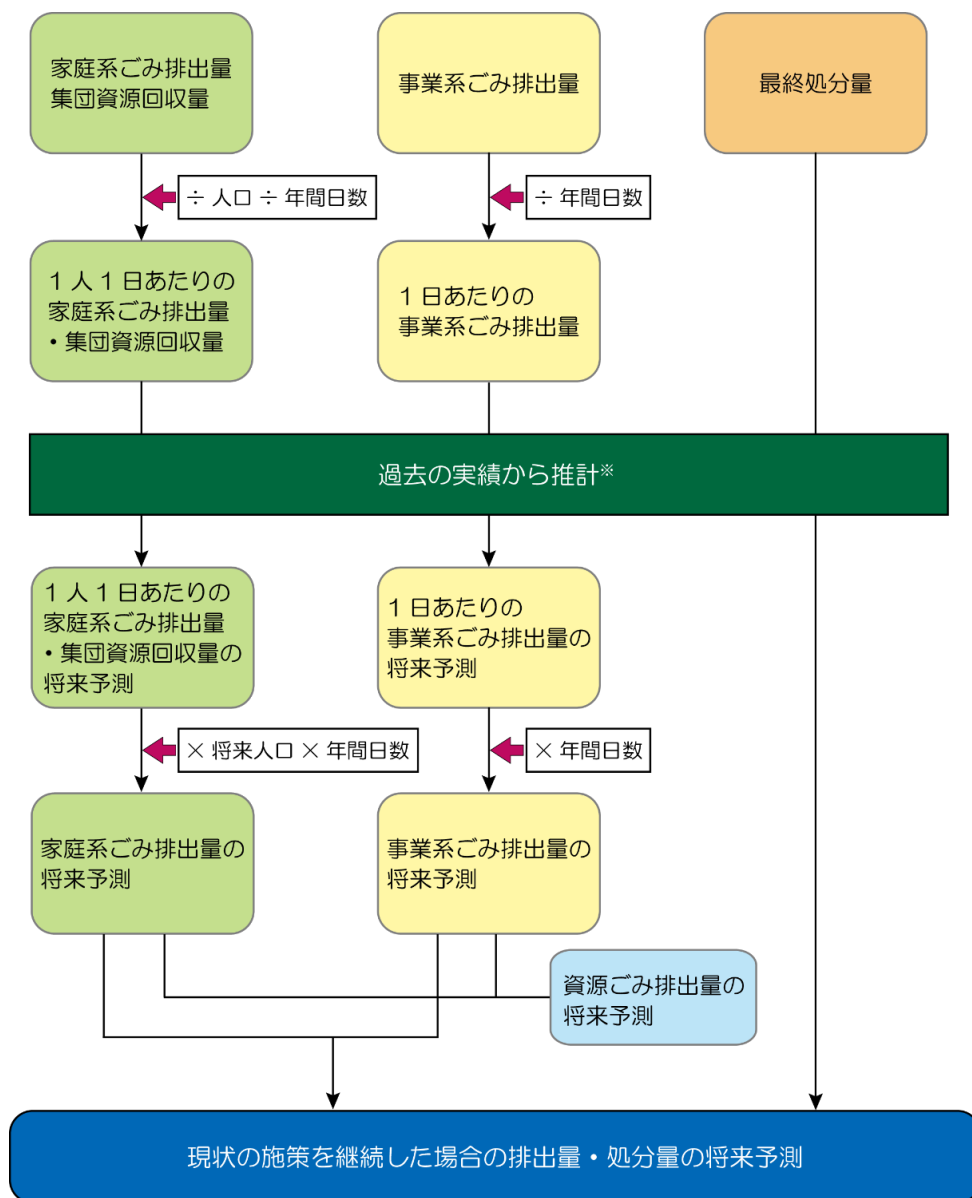 家庭系ごみ排出量
集団資源回収量
事業系ごみ排出量
最終処分量
÷ 人口 ÷ 年間日数
÷ 年間日数
1 人 1 日あたりの
家庭系ごみ排出量
・集団資源回収量
1 日あたりの
事業系ごみ排出量
過去の実績から推計※
1 人 1 日あたりの
家庭系ごみ排出量
・集団資源回収量の
将来予測
1 日あたりの
事業系ごみ排出量の
将来予測
× 将来人口 × 年間日数
× 年間日数
家庭系ごみ排出量の
将来予測
事業系ごみ排出量の
将来予測
資源ごみ排出量の
将来予測
現状の施策を継続した場合の排出量・処分量の将来予測